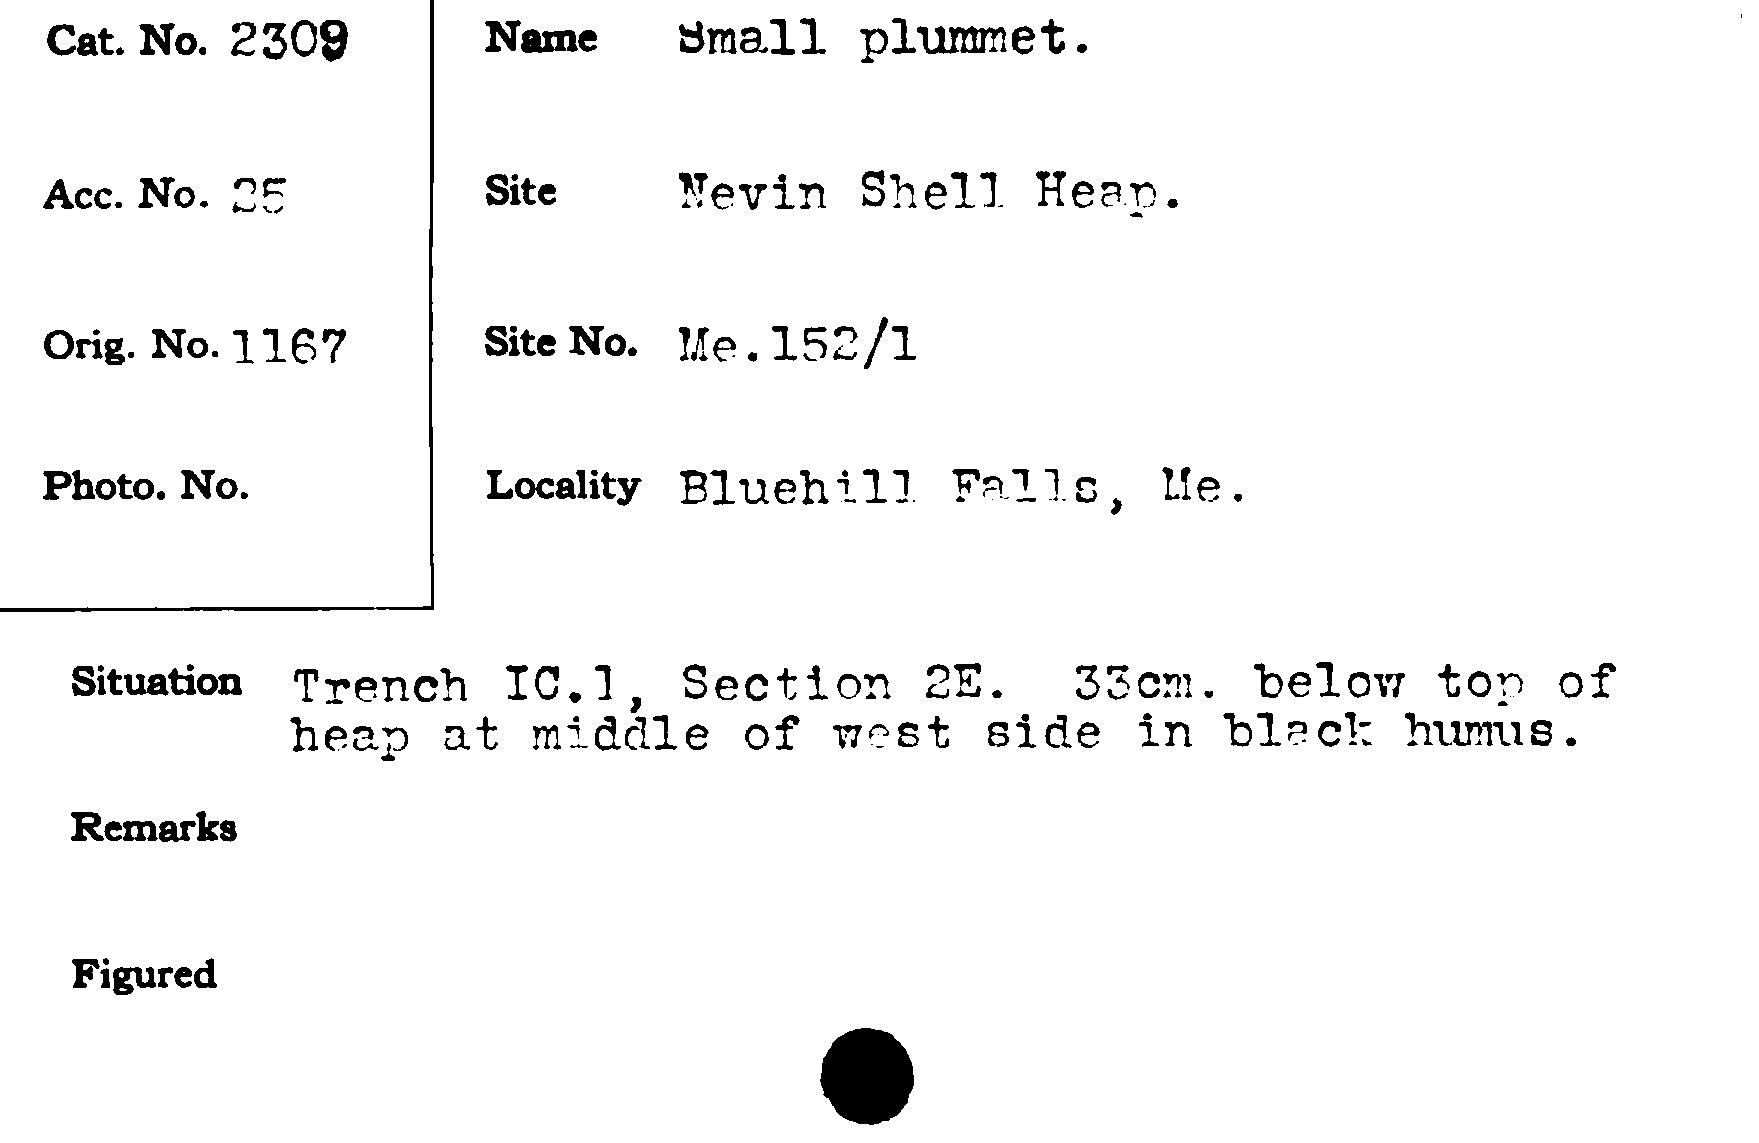 Cat. No. 2309
Name Small plummet.
Acc. No. 25
Site Nevin Shell Heap.
Orig. No. 1167
Site No. Me.152/1
Photo. No.
Locality Bluehill Falls, Me.
Situation Trench IC.1, Section 2E. 33cm. below top of
heap at middle of west side in black humus.
Remarks
Figured